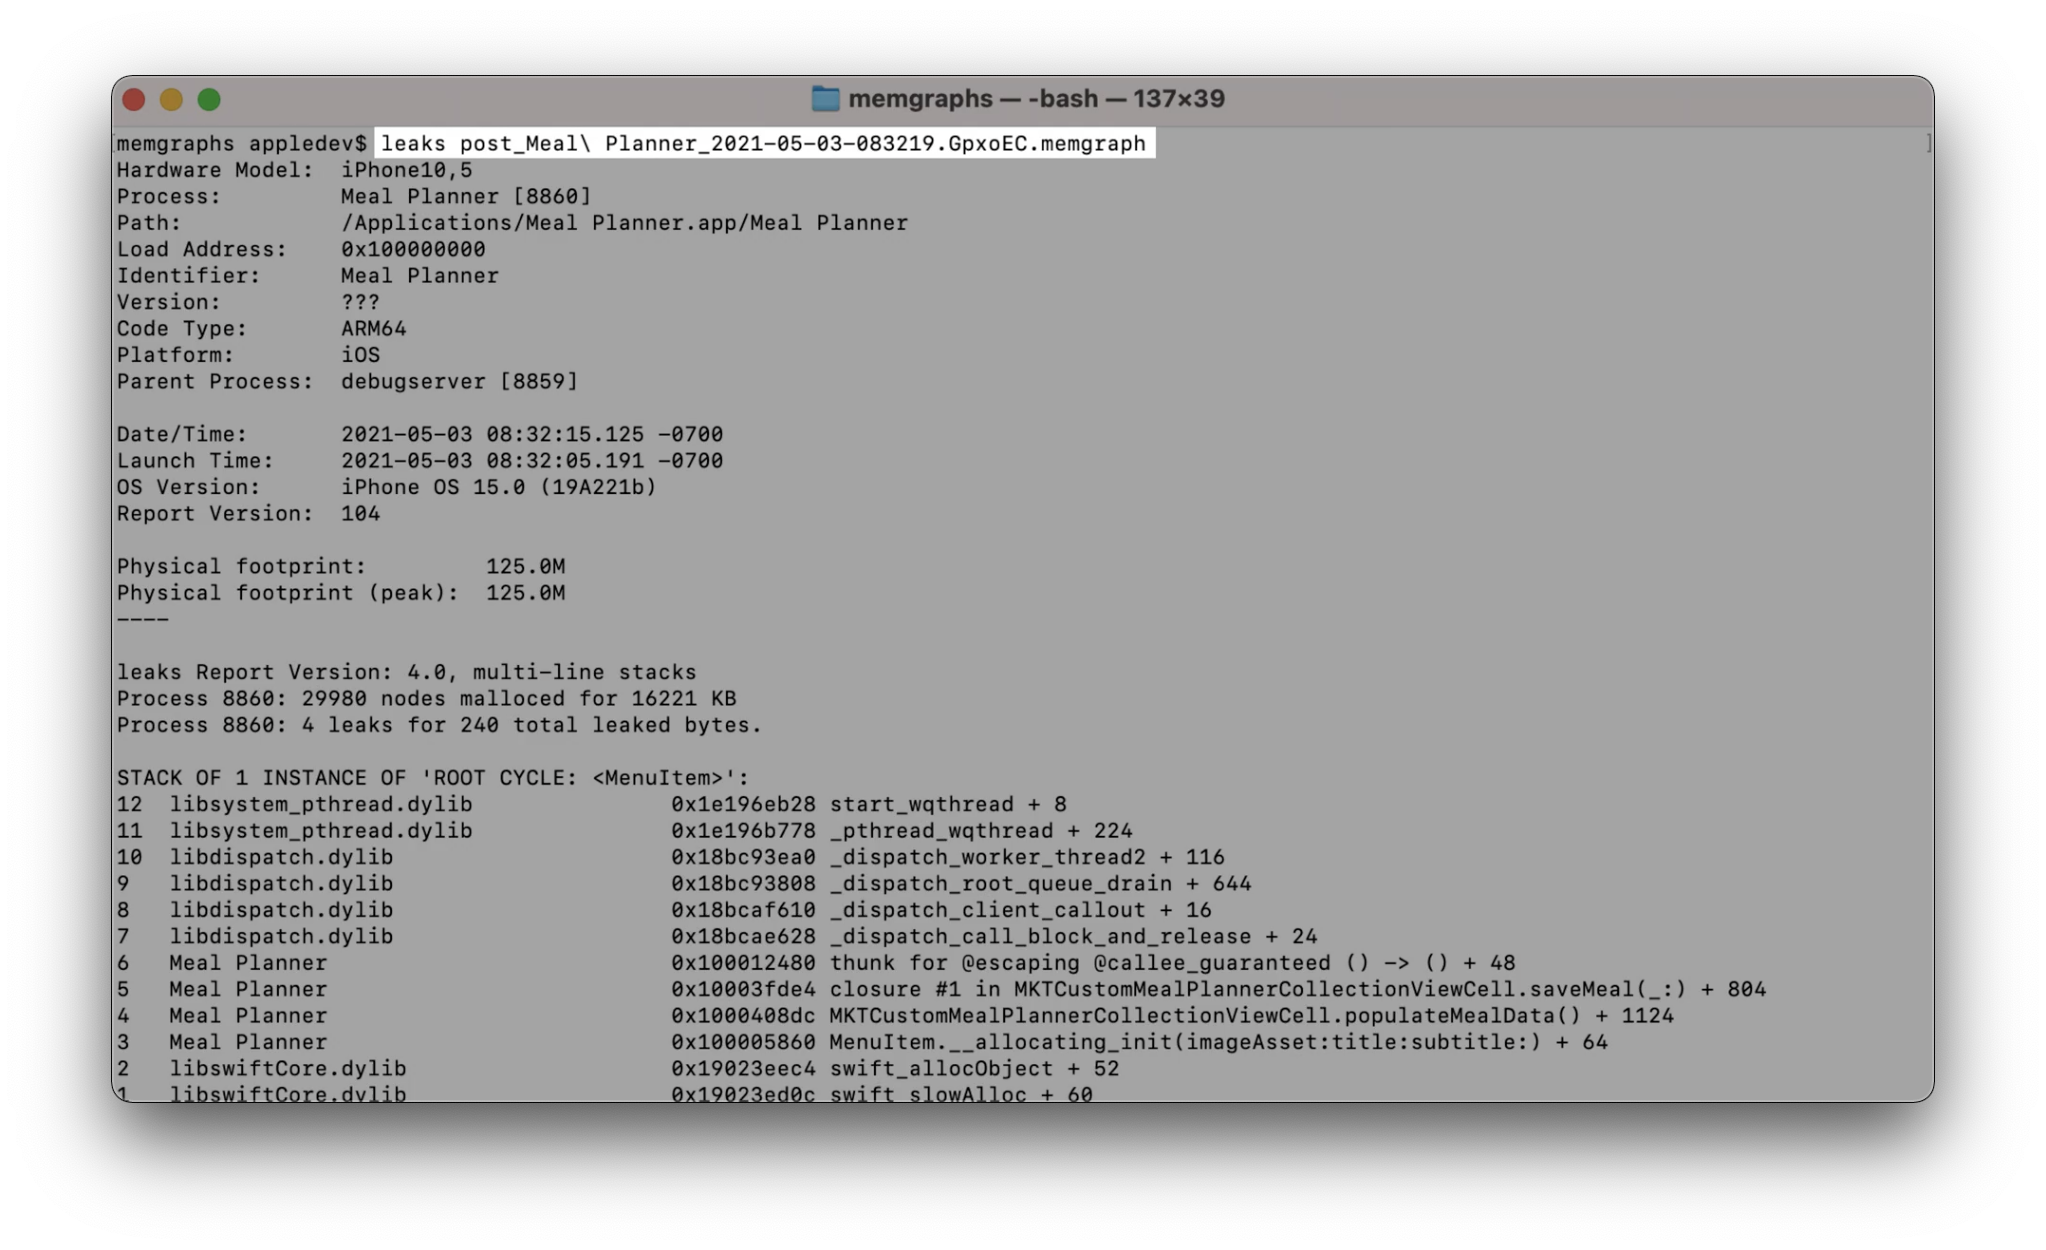 memgraphs — -bash — 137×39
memgraphs appledev$ leaks post_Meal\ Planner_2021-05-03-083219.GpxoEC.memgraph
Hardware Model:  iPhone10,5
Process:         Meal Planner [8860]
Path:            /Applications/Meal Planner.app/Meal Planner
Load Address:    0x100000000
Identifier:      Meal Planner
Version:         ???
Code Type:       ARM64
Platform:        iOS
Parent Process:  debugserver [8859]
Date/Time:       2021-05-03 08:32:15.125 -0700
Launch Time:     2021-05-03 08:32:05.191 -0700
OS Version:      iPhone OS 15.0 (19A221b)
Report Version:  104
Physical footprint:         125.0M
Physical footprint (peak):  125.0M
----
leaks Report Version: 4.0, multi-line stacks
Process 8860: 29980 nodes malloced for 16221 KB
Process 8860: 4 leaks for 240 total leaked bytes.
STACK OF 1 INSTANCE OF 'ROOT CYCLE: <MenuItem>':
12  libsystem_pthread.dylib               0x1e196eb28 start_wqthread + 8
11  libsystem_pthread.dylib               0x1e196b778 _pthread_wqthread + 224
10  libdispatch.dylib                     0x18bc93ea0 _dispatch_worker_thread2 + 116
9   libdispatch.dylib                     0x18bc93808 _dispatch_root_queue_drain + 644
8   libdispatch.dylib                     0x18bcaf610 _dispatch_client_callout + 16
7   libdispatch.dylib                     0x18bcae628 _dispatch_call_block_and_release + 24
6   Meal Planner                          0x100012480 thunk for @escaping @callee_guaranteed () -> () + 48
5   Meal Planner                          0x10003fde4 closure #1 in MKTCustomMealPlannerCollectionViewCell.saveMeal(_:) + 804
4   Meal Planner                          0x1000408dc MKTCustomMealPlannerCollectionViewCell.populateMealData() + 1124
3   Meal Planner                          0x100005860 MenuItem.__allocating_init(imageAsset:title:subtitle:) + 64
2   libswiftCore.dylib                    0x19023eec4 swift_allocObject + 52
1   libswiftCore.dylib                    0x19023ed0c swift_slowAlloc + 60